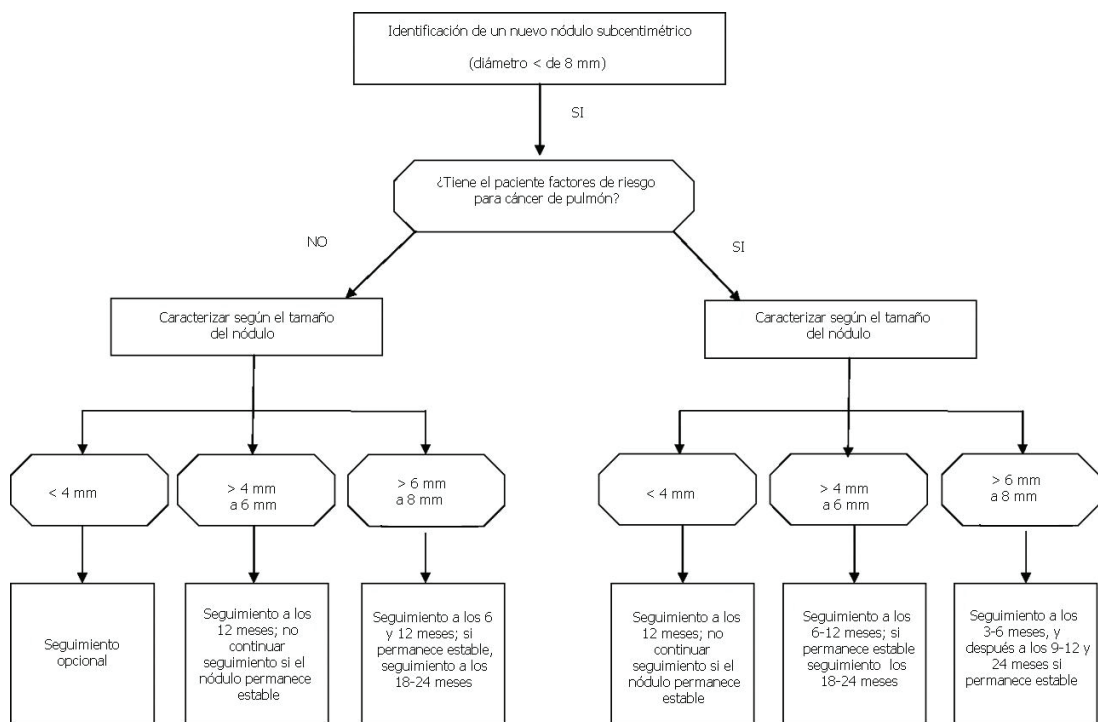 Identificación de un nuevo nódulo subcentimétrico
(diámetro < de 8 mm)
SI
¿Tiene el paciente factores de riesgo
para cáncer de pulmón?
NO
SI
Caracterizar según el tamaño
del nódulo
Caracterizar según el tamaño
del nódulo
< 4 mm
> 4 mm
a 6 mm
> 6 mm
a 8 mm
< 4 mm
> 4 mm
a 6 mm
> 6 mm
a 8 mm
Seguimiento
opcional
Seguimiento a los
12 meses; no
continuar
seguimiento si el
nódulo permanece
estable
Seguimiento a los 6
y 12 meses; si
permanece estable,
seguimiento a los
18-24 meses
Seguimiento a los
12 meses; no
continuar
seguimiento si el
nódulo permanece
estable
Seguimiento a los
6-12 meses; si
permanece estable
seguimiento los
18-24 meses
Seguimiento a los
3-6 meses, y
después a los 9-12 y
24 meses si
permanece estable